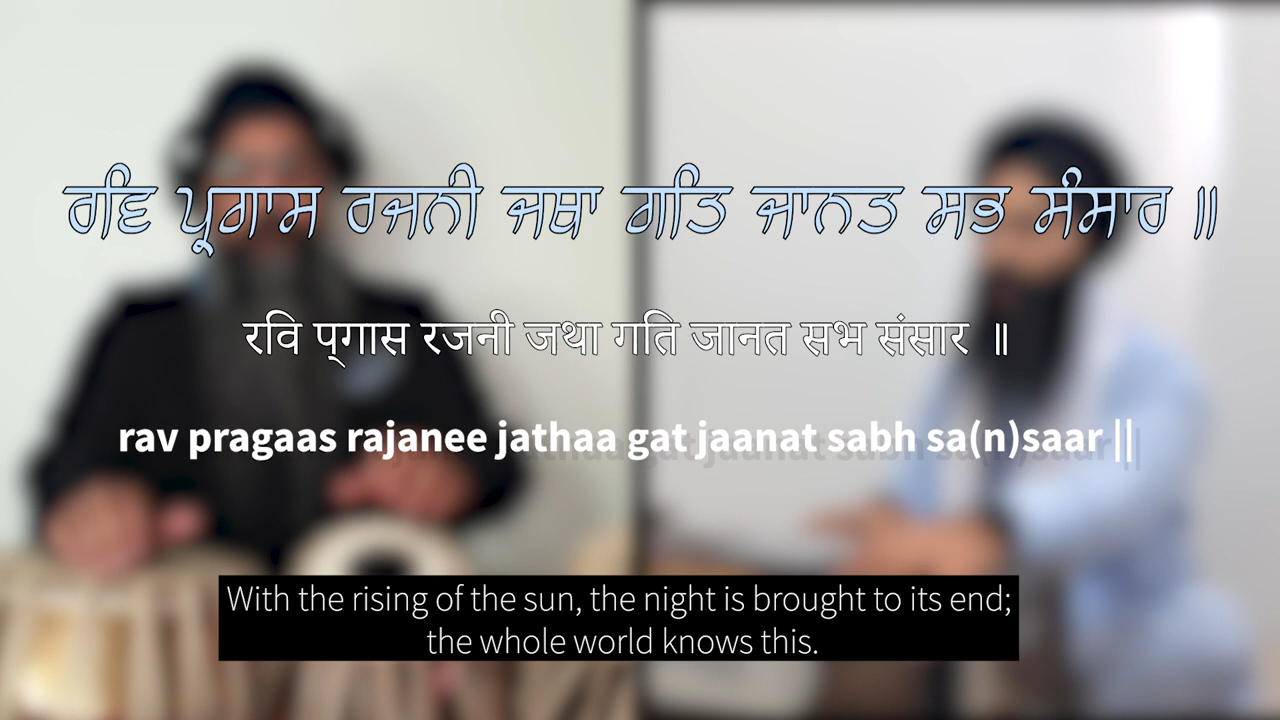 ਰਵਿ ਪ੍ਰਗਾਸ ਰਜਨੀ ਜਥਾ ਗਤਿ ਜਾਨਤ ਸਭ ਸੰਸਾਰ ॥
रवि प्गास रजनी जथा गति जानत सभ संसार ॥
rav pragaas rajanee jathaa gat jaanat sabh sa(n)saar ||
With the rising of the sun, the night is brought to its end;
the whole world knows this.